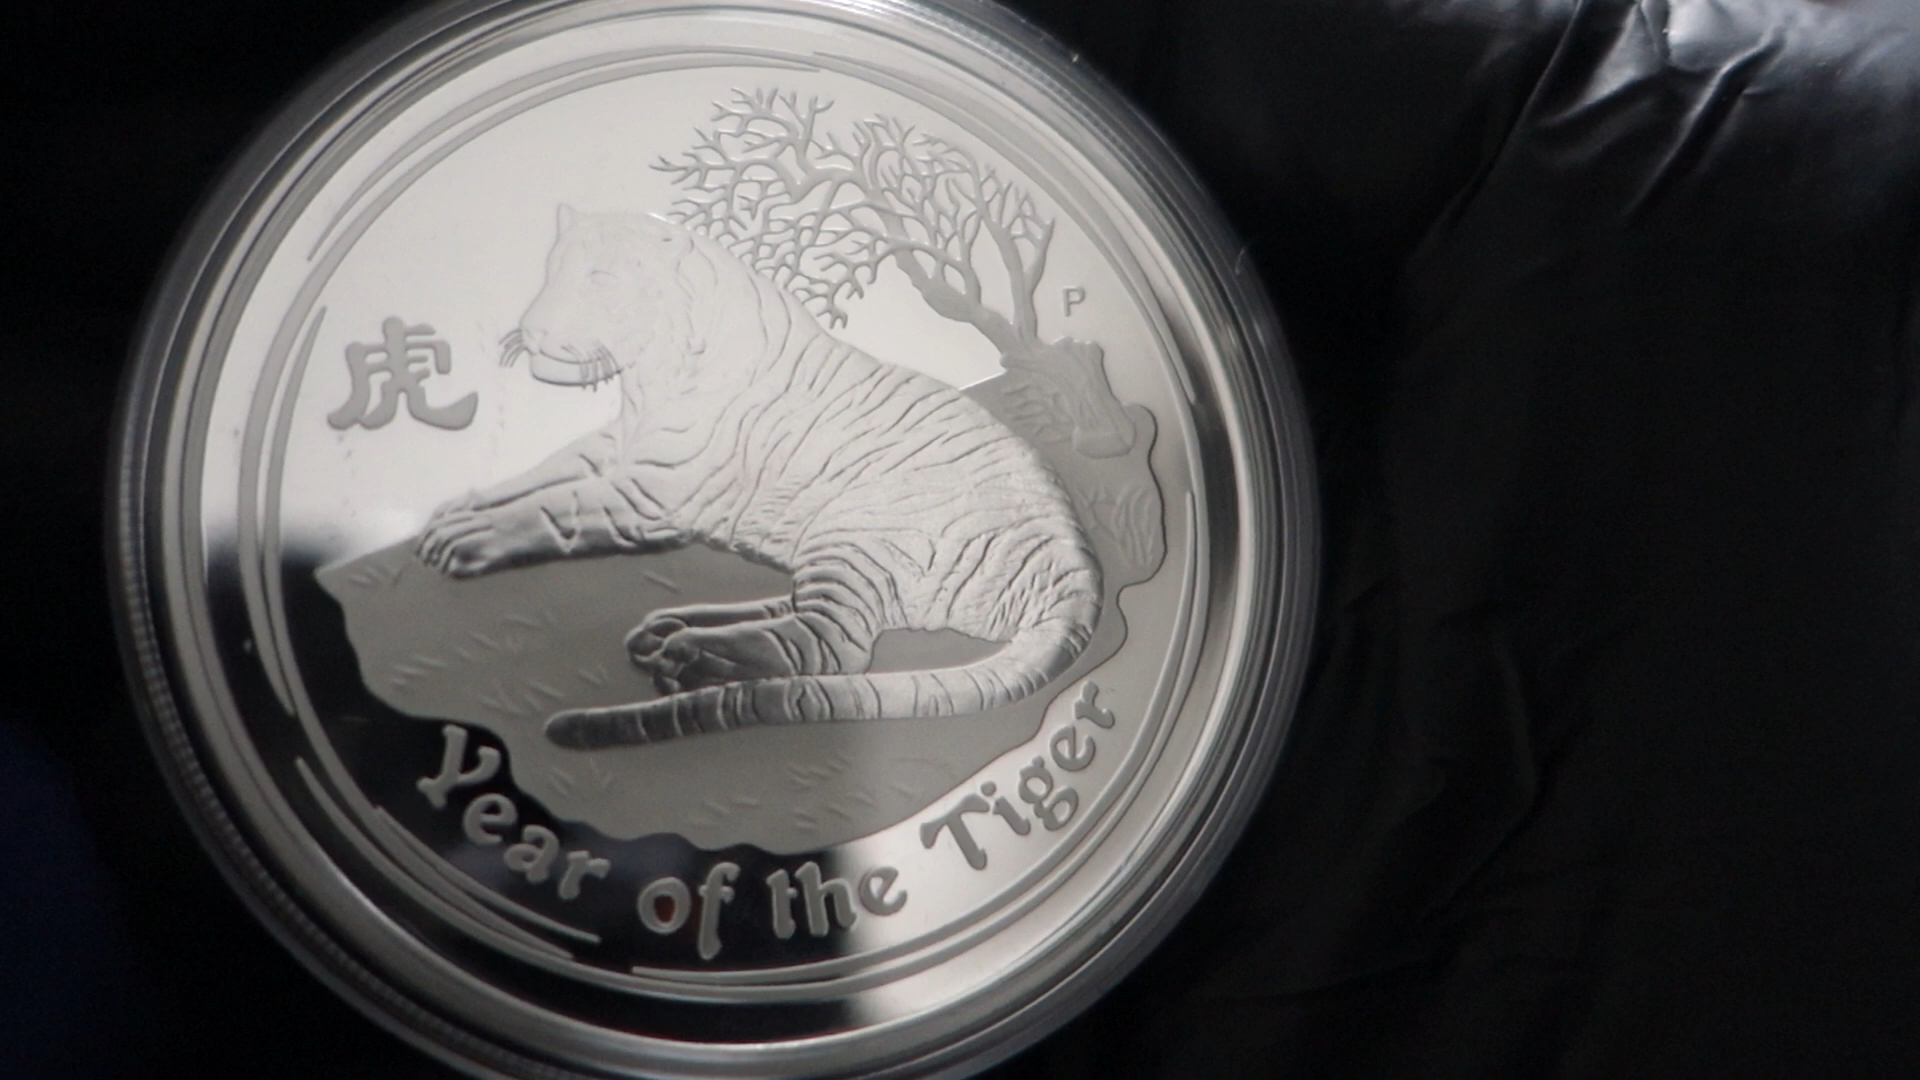 虎
P
Year of the Tiger